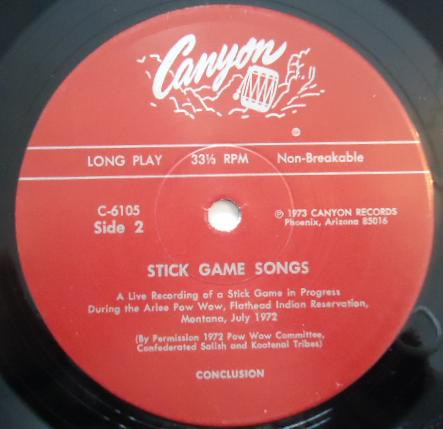 Canyon
LONG PLAY 33⅓ RPM Non-Breakable
C-6105
Side 2
℗ 1973 CANYON RECORDS
Phoenix, Arizona 85016
STICK GAME SONGS
A Live Recording of a Stick Game in Progress
During the Arlee Pow Wow, Flathead Indian Reservation,
Montana, July 1972
(By Permission 1972 Pow Wow Committee,
Confederated Salish and Kootenai Tribes)
CONCLUSION